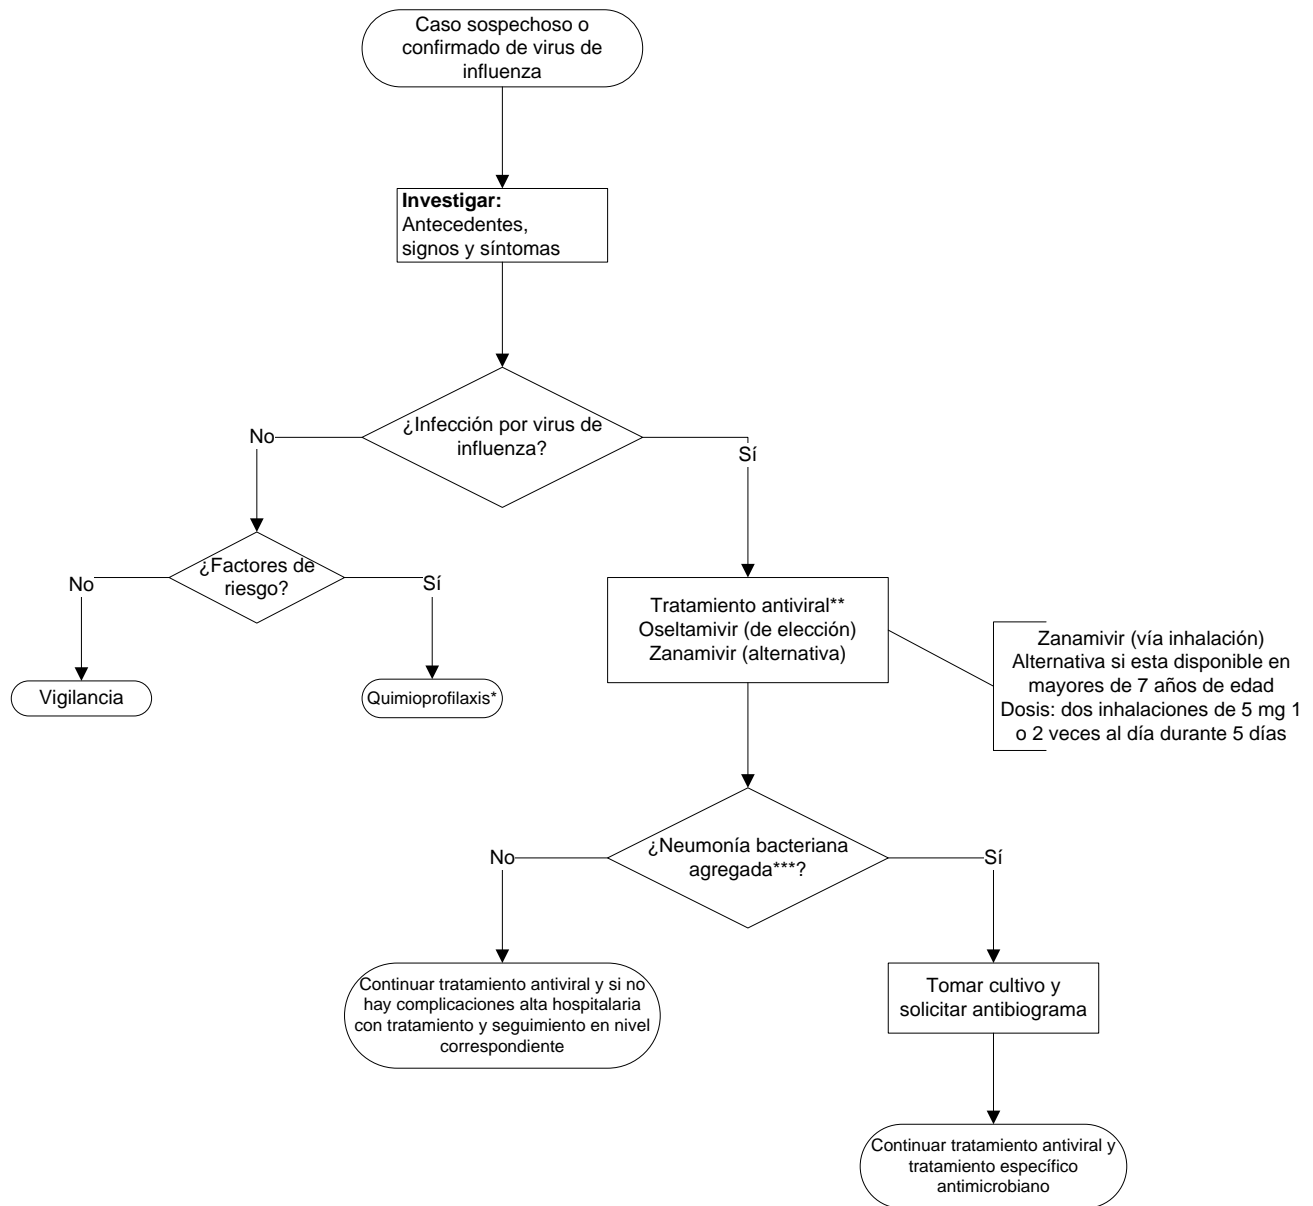 Caso sospechoso o
confirmado de virus de
influenza
Investigar:
Antecedentes,
signos y síntomas
¿Infección por virus de
influenza?
No
Sí
¿Factores de
riesgo?
No
Sí
Vigilancia
Quimioprofilaxis*
Tratamiento antiviral**
Oseltamivir (de elección)
Zanamivir (alternativa)
Zanamivir (vía inhalación)
Alternativa si esta disponible en
mayores de 7 años de edad
Dosis: dos inhalaciones de 5 mg 1
o 2 veces al día durante 5 días
¿Neumonía bacteriana
agregada***?
No
Sí
Continuar tratamiento antiviral y si no
hay complicaciones alta hospitalaria
con tratamiento y seguimiento en nivel
correspondiente
Tomar cultivo y
solicitar antibiograma
Continuar tratamiento antiviral y
tratamiento específico
antimicrobiano